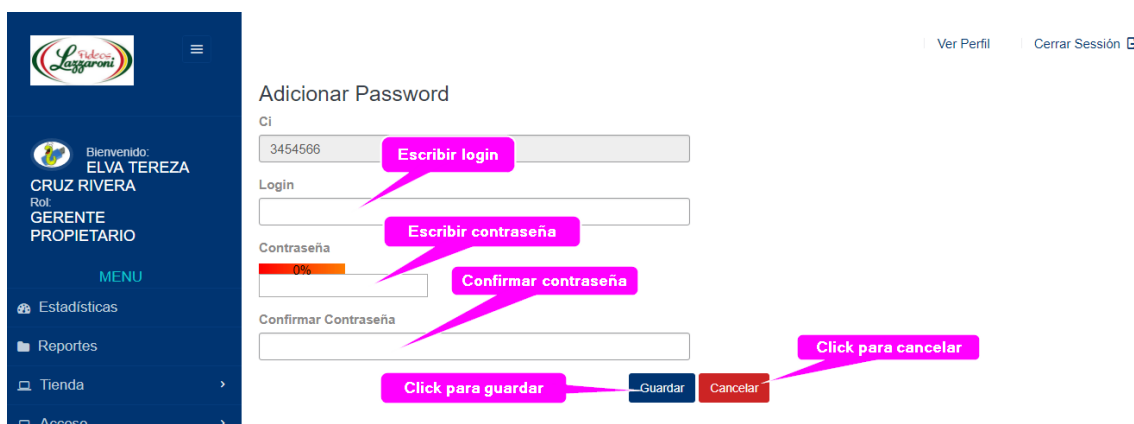 Fideos
Lazzaroni
Ver Perfil
Cerrar Sessión
Bienvenido:
ELVA TEREZA
CRUZ RIVERA
Rol:
GERENTE
PROPIETARIO
MENU
Estadísticas
Reportes
Tienda
Acceso
Adicionar Password
Ci
3454566
Escribir login
Login
Escribir contraseña
Contraseña
0%
Confirmar contraseña
Confirmar Contraseña
Click para cancelar
Click para guardar
Guardar
Cancelar